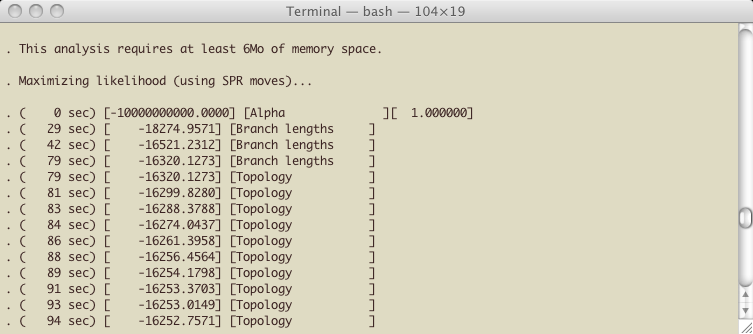 Terminal — bash — 104×19
. This analysis requires at least 6Mo of memory space.
. Maximizing likelihood (using SPR moves)...
. (    0 sec) [-10000000000.0000] [Alpha              ][  1.000000]
. (   29 sec) [    -18274.9571] [Branch lengths     ]
. (   42 sec) [    -16521.2312] [Branch lengths     ]
. (   79 sec) [    -16320.1273] [Branch lengths     ]
. (   79 sec) [    -16320.1273] [Topology           ]
. (   81 sec) [    -16299.8280] [Topology           ]
. (   83 sec) [    -16288.3788] [Topology           ]
. (   84 sec) [    -16274.0437] [Topology           ]
. (   86 sec) [    -16261.3958] [Topology           ]
. (   88 sec) [    -16256.4564] [Topology           ]
. (   89 sec) [    -16254.1798] [Topology           ]
. (   91 sec) [    -16253.3703] [Topology           ]
. (   93 sec) [    -16253.0149] [Topology           ]
. (   94 sec) [    -16252.7571] [Topology           ]